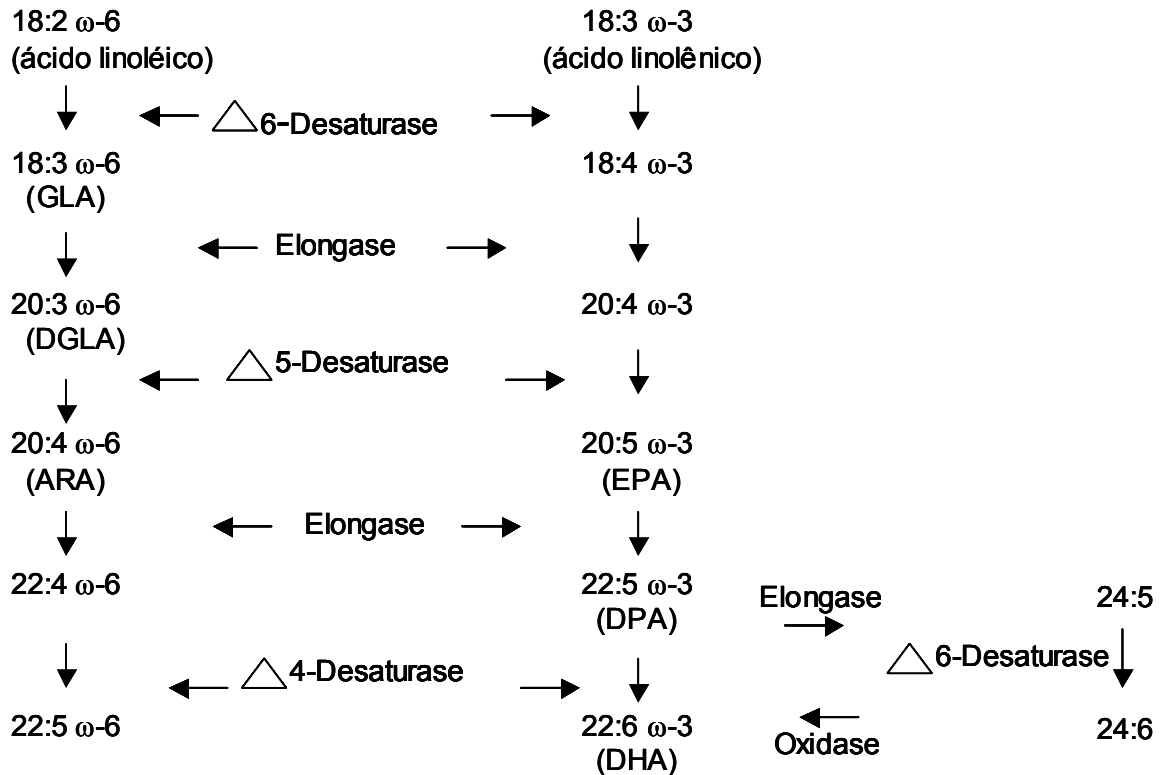 18:2 ω-6 18:3 ω-3
(ácido linoléico) (ácido linolênico)
△6-Desaturase
18:3 ω-6 18:4 ω-3
(GLA)
Elongase
20:3 ω-6 20:4 ω-3
(DGLA)
△5-Desaturase
20:4 ω-6 20:5 ω-3
(ARA) (EPA)
Elongase
22:4 ω-6 22:5 ω-3 Elongase 24:5
(DPA)
△4-Desaturase △6-Desaturase
22:5 ω-6 22:6 ω-3 24:6
(DHA) Oxidase